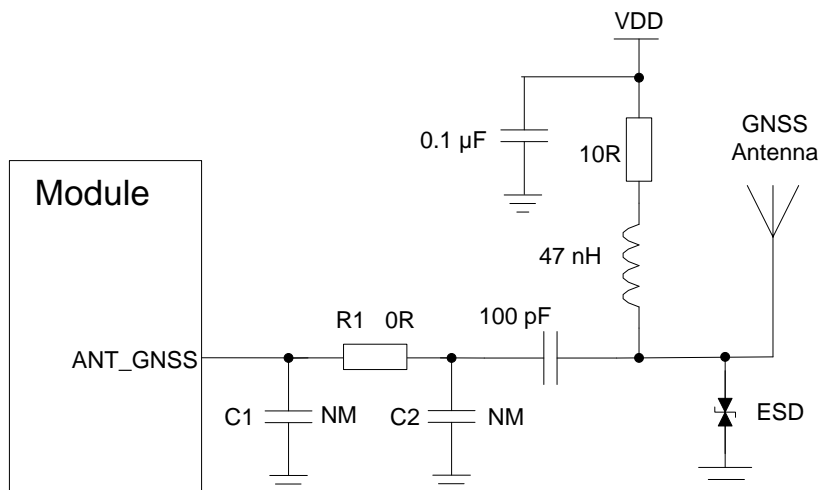 VDD
0.1 µF
10R
GNSS
Antenna
Module
47 nH
R1 0R
100 pF
ANT_GNSS
C1 NM
C2 NM
ESD